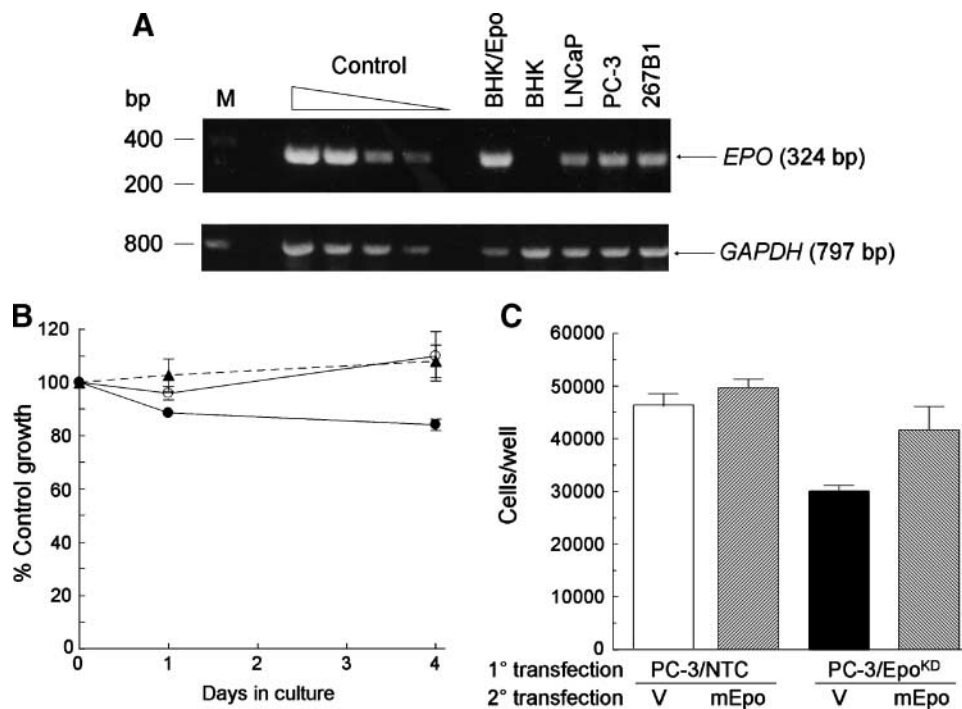 A
Control
BHK/Epo
BHK
LNCaP
PC-3
267B1
bp
M
400
200
EPO (324 bp)
800
GAPDH (797 bp)
B
120
100
80
60
40
20
0
% Control growth
0 1 2 3 4
Days in culture
C
60000
50000
40000
30000
20000
10000
0
Cells/well
1° transfection PC-3/NTC PC-3/Epo^KD
2° transfection V mEpo V mEpo